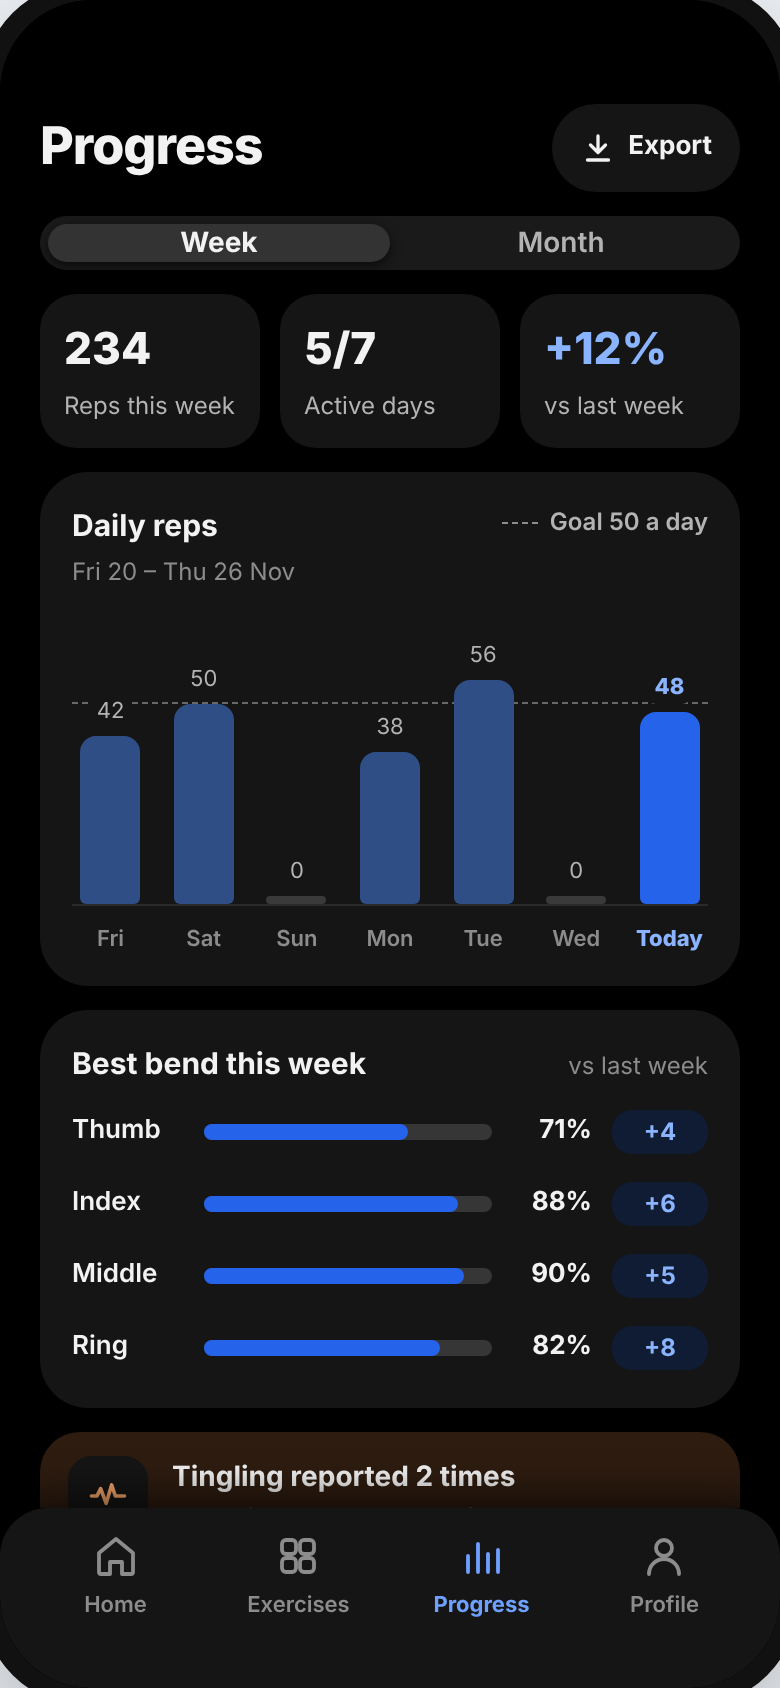 Progress
Export
Week
Month
234
Reps this week
5/7
Active days
+12%
vs last week
Daily reps
Goal 50 a day
Fri 20 – Thu 26 Nov
42
50
0
38
56
0
48
Fri
Sat
Sun
Mon
Tue
Wed
Today
Best bend this week
vs last week
Thumb
71%
+4
Index
88%
+6
Middle
90%
+5
Ring
82%
+8
Tingling reported 2 times
Home
Exercises
Progress
Profile